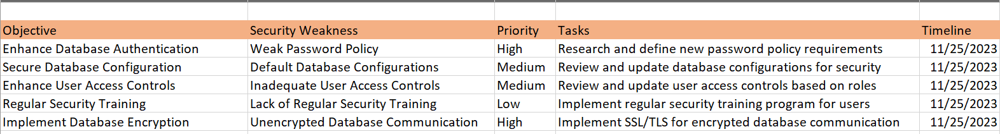 Objective Security Weakness Priority Tasks Timeline
Enhance Database Authentication Weak Password Policy High Research and define new password policy requirements 11/25/2023
Secure Database Configuration Default Database Configurations Medium Review and update database configurations for security 11/25/2023
Enhance User Access Controls Inadequate User Access Controls Medium Review and update user access controls based on roles 11/25/2023
Regular Security Training Lack of Regular Security Training Low Implement regular security training program for users 11/25/2023
Implement Database Encryption Unencrypted Database Communication High Implement SSL/TLS for encrypted database communication 11/25/2023